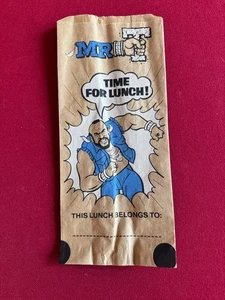 MR T
TIME
FOR LUNCH!
THIS LUNCH BELONGS TO: